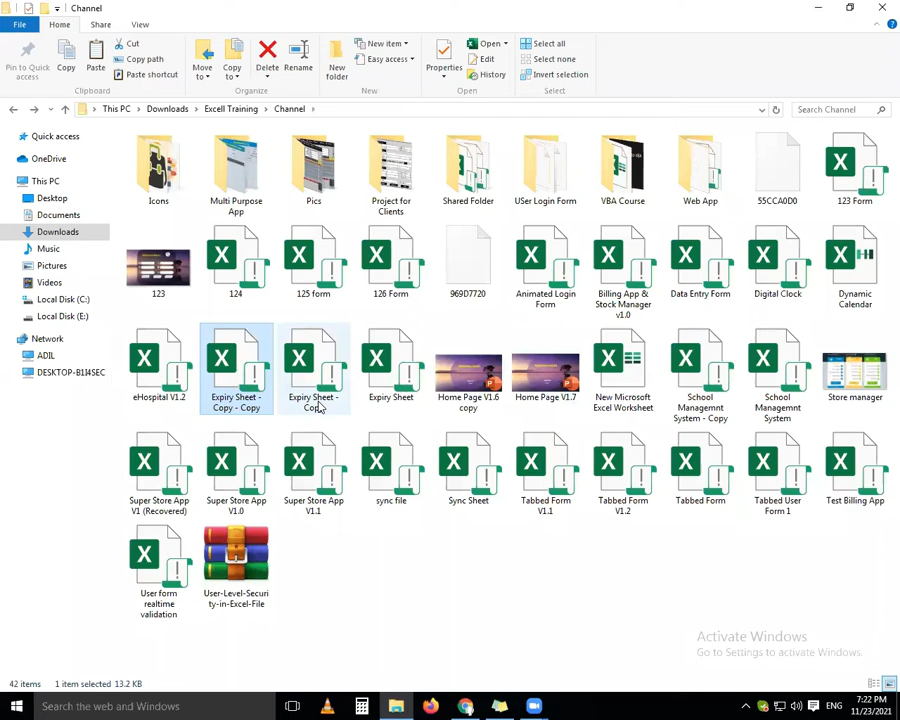 Channel
File
Home
Share
View
Pin to Quick access
Copy
Paste
Cut
Copy path
Paste shortcut
Clipboard
Move to
Copy to
Delete
Rename
Organize
New folder
New item
Easy access
New
Properties
Open
Edit
History
Open
Select all
Select none
Invert selection
Select
This PC > Downloads > Excell Training > Channel >
Search Channel
Quick access
OneDrive
This PC
Desktop
Documents
Downloads
Music
Pictures
Videos
Local Disk (C:)
Local Disk (E:)
Network
ADIL
DESKTOP-B1J4SEC
Icons
Multi Purpose App
Pics
Project for Clients
Shared Folder
USer Login Form
VBA Course
Web App
55CCA0D0
123 Form
123
124
125 form
126 Form
969D7720
Animated Login Form
Billing App & Stock Manager v1.0
Data Entry Form
Digital Clock
Dynamic Calendar
eHospital V1.2
Expiry Sheet - Copy - Copy
Expiry Sheet - Copy
Expiry Sheet
Home Page V1.6 copy
Home Page V1.7
New Microsoft Excel Worksheet
School Managemnt System - Copy
School Managemnt System
Store manager
Super Store App V1 (Recovered)
Super Store App V1.0
Super Store App V1.1
sync file
Sync Sheet
Tabbed Form V1.1
Tabbed Form V1.2
Tabbed Form
Tabbed User Form 1
Test Billing App
User form realtime validation
User-Level-Security-in-Excel-File
Activate Windows
Go to Settings to activate Windows.
42 items
1 item selected 13.2 KB
Search the web and Windows
ENG
7:22 PM
11/23/2021